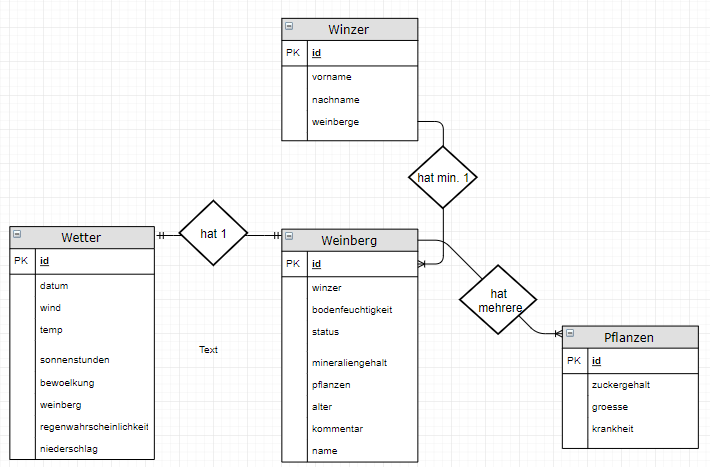 Winzer
PK id
vorname
nachname
weinberge
hat min. 1
Wetter
PK id
datum
wind
temp
sonnenstunden
bewoelkung
weinberg
regenwahrscheinlichkeit
niederschlag
hat 1
Text
Weinberg
PK id
winzer
bodenfeuchtigkeit
status
mineraliengehalt
pflanzen
alter
kommentar
name
hat
mehrere
Pflanzen
PK id
zuckergehalt
groesse
krankheit